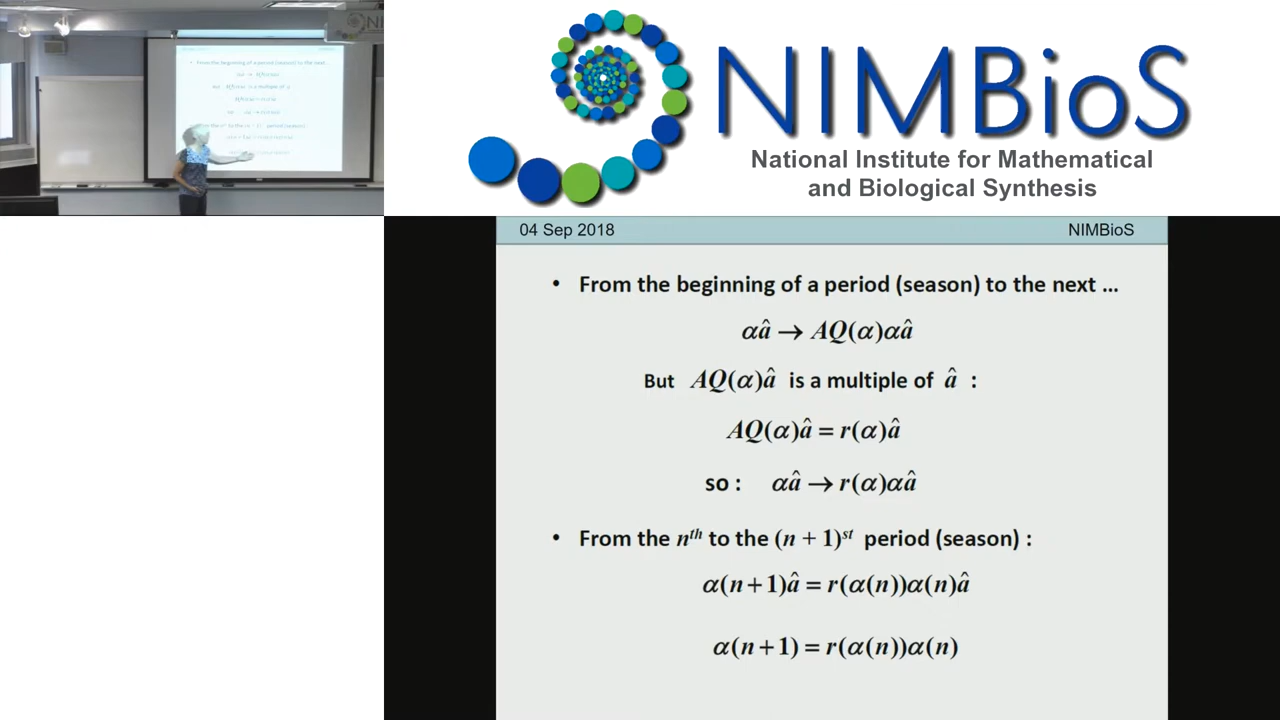 NIMBioS
National Institute for Mathematical
and Biological Synthesis
04 Sep 2018 NIMBioS
• From the beginning of a period (season) to the next ...
αâ → AQ(α)αâ
But AQ(α)â is a multiple of â :
AQ(α)â = r(α)â
so : αâ → r(α)αâ
• From the nᵗʰ to the (n + 1)ˢᵗ period (season) :
α(n+1)â = r(α(n))α(n)â
α(n+1) = r(α(n))α(n)